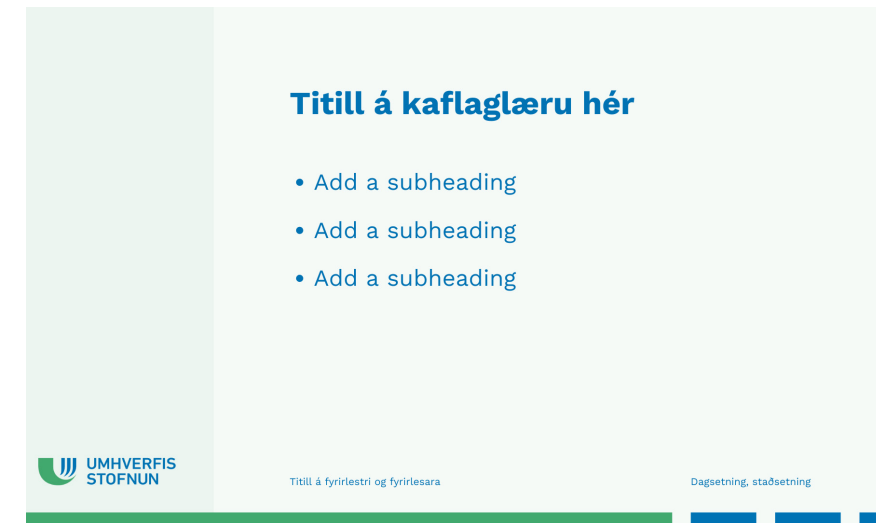 Titill á kaflaglæru hér
• Add a subheading
• Add a subheading
• Add a subheading
UMHVERFIS
STOFNUN
Titill á fyrirlestri og fyrirlesara
Dagsetning, staðsetning